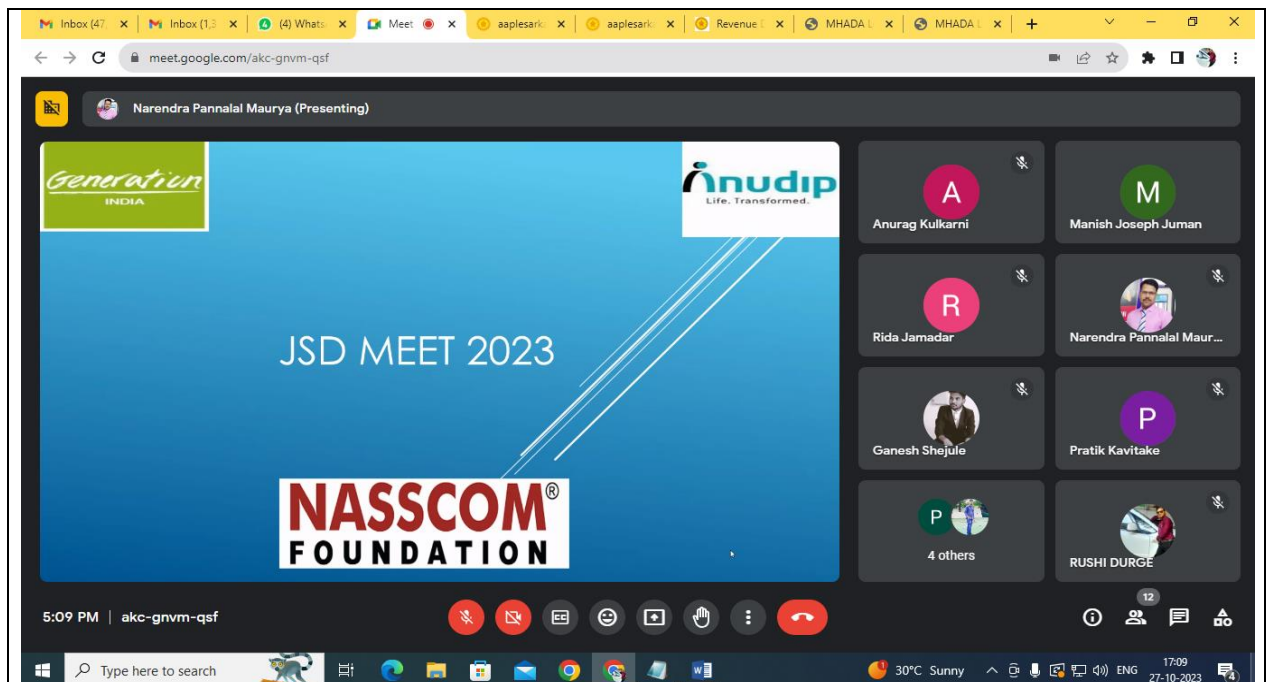 Inbox (47, Inbox (1,3 (4) Whats Meet aaplesark aaplesark Revenue MHADA L MHADA L
meet.google.com/akc-gnvm-qsf
Narendra Pannalal Maurya (Presenting)
Generation
INDIA
Anudip
Life. Transformed.
JSD MEET 2023
NASSCOM®
FOUNDATION
A
Anurag Kulkarni
M
Manish Joseph Juman
R
Rida Jamadar
Narendra Pannalal Maur...
Ganesh Shejule
P
Pratik Kavitake
P
4 others
RUSHI DURGE
5:09 PM | akc-gnvm-qsf
CC
12
Type here to search
30°C Sunny ENG 17:09
27-10-2023
4